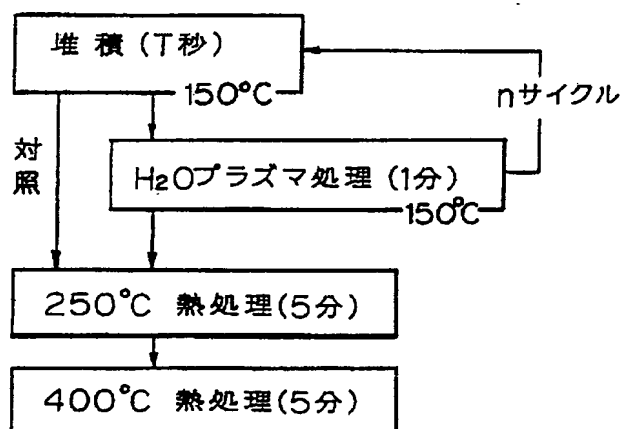 堆積(T秒)
150°C
nサイクル
対照
H₂Oプラズマ処理(1分)
150°C
250°C 熱処理(5分)
400°C 熱処理(5分)